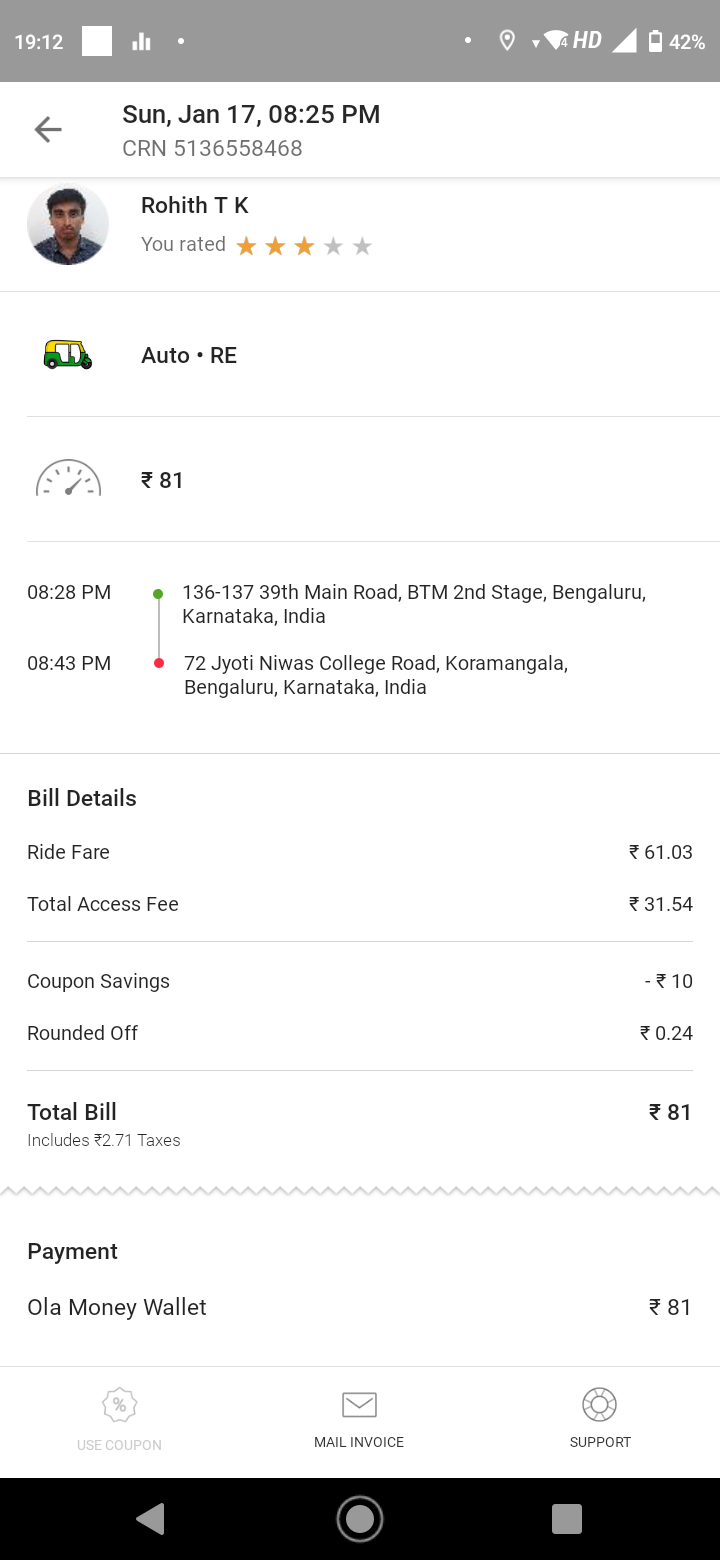 19:12
4 HD 42%
Sun, Jan 17, 08:25 PM
CRN 5136558468
Rohith T K
You rated
Auto • RE
₹ 81
08:28 PM 136-137 39th Main Road, BTM 2nd Stage, Bengaluru,
Karnataka, India
08:43 PM 72 Jyoti Niwas College Road, Koramangala,
Bengaluru, Karnataka, India
Bill Details
Ride Fare ₹ 61.03
Total Access Fee ₹ 31.54
Coupon Savings - ₹ 10
Rounded Off ₹ 0.24
Total Bill ₹ 81
Includes ₹2.71 Taxes
Payment
Ola Money Wallet ₹ 81
%
USE COUPON MAIL INVOICE SUPPORT